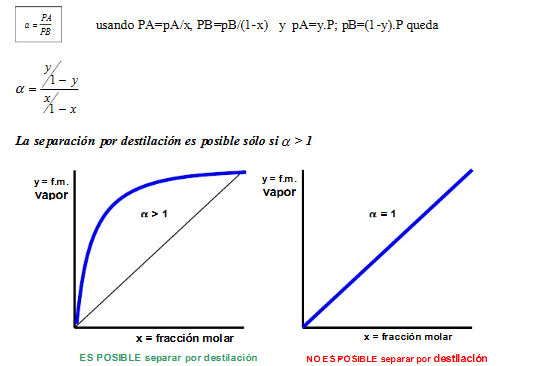 α = PA/PB usando PA=pA/x, PB=pB/(1-x) y pA=y.P; pB=(1-y).P queda
α = (y/1 − y)/(x/1 − x)
La separación por destilación es posible sólo si α > 1
y = f.m.
vapor
α > 1
x = fracción molar
ES POSIBLE separar por destilación
y = f.m.
vapor
α = 1
x = fracción molar
NO ES POSIBLE separar por destilación